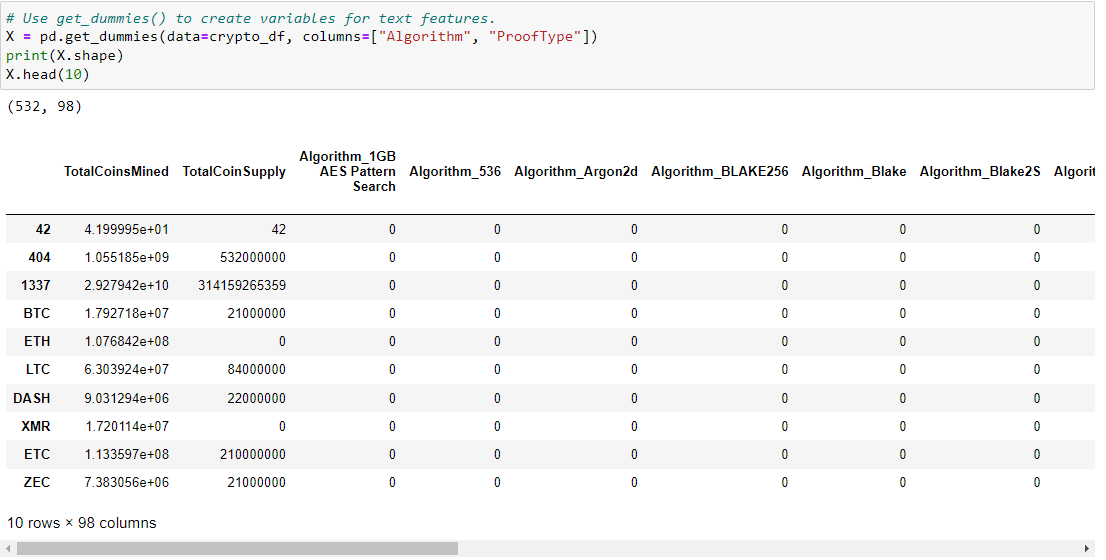 # Use get_dummies() to create variables for text features.
X = pd.get_dummies(data=crypto_df, columns=["Algorithm", "ProofType"])
print(X.shape)
X.head(10)
(532, 98)
TotalCoinsMined TotalCoinSupply Algorithm_1GB AES Pattern Search Algorithm_536 Algorithm_Argon2d Algorithm_BLAKE256 Algorithm_Blake Algorithm_Blake2S Algorit
42 4.199995e+01 42 0 0 0 0 0 0
404 1.055185e+09 532000000 0 0 0 0 0 0
1337 2.927942e+10 314159265359 0 0 0 0 0 0
BTC 1.792718e+07 21000000 0 0 0 0 0 0
ETH 1.076842e+08 0 0 0 0 0 0 0
LTC 6.303924e+07 84000000 0 0 0 0 0 0
DASH 9.031294e+06 22000000 0 0 0 0 0 0
XMR 1.720114e+07 0 0 0 0 0 0 0
ETC 1.133597e+08 210000000 0 0 0 0 0 0
ZEC 7.383056e+06 21000000 0 0 0 0 0 0
10 rows × 98 columns